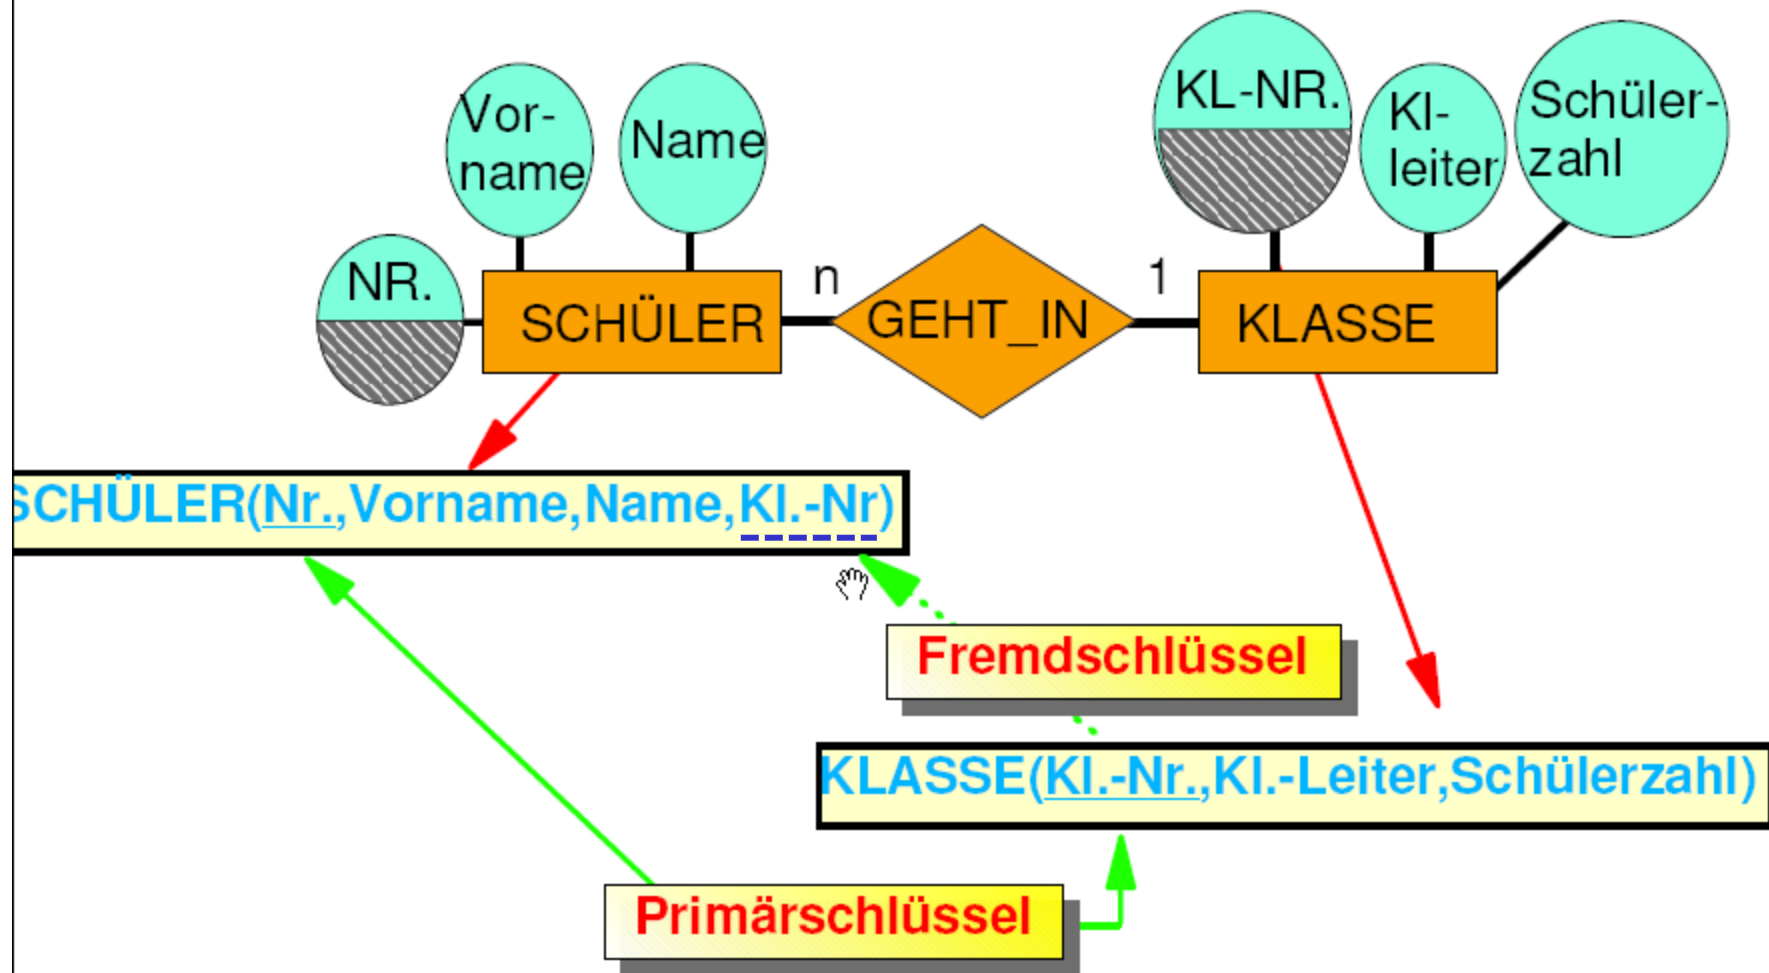 KL-NR.
Vor-
name
Name
Kl-
leiter
Schüler-
zahl
NR.
SCHÜLER
n
GEHT_IN
1
KLASSE
SCHÜLER(Nr.,Vorname,Name,Kl.-Nr)
Fremdschlüssel
KLASSE(Kl.-Nr.,Kl.-Leiter,Schülerzahl)
Primärschlüssel